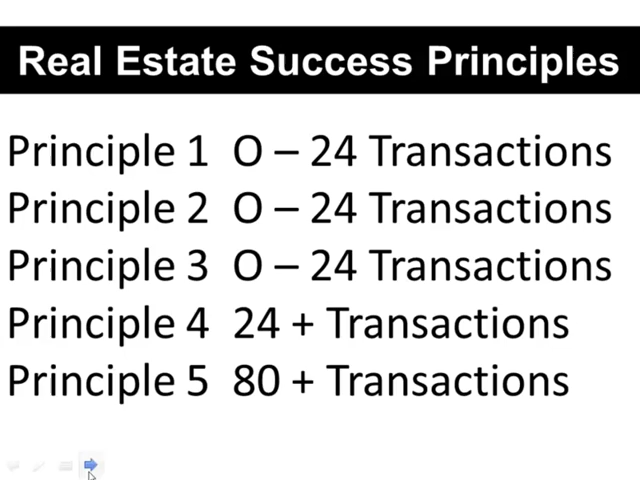 Real Estate Success Principles
Principle 1 O – 24 Transactions
Principle 2 O – 24 Transactions
Principle 3 O – 24 Transactions
Principle 4 24 + Transactions
Principle 5 80 + Transactions